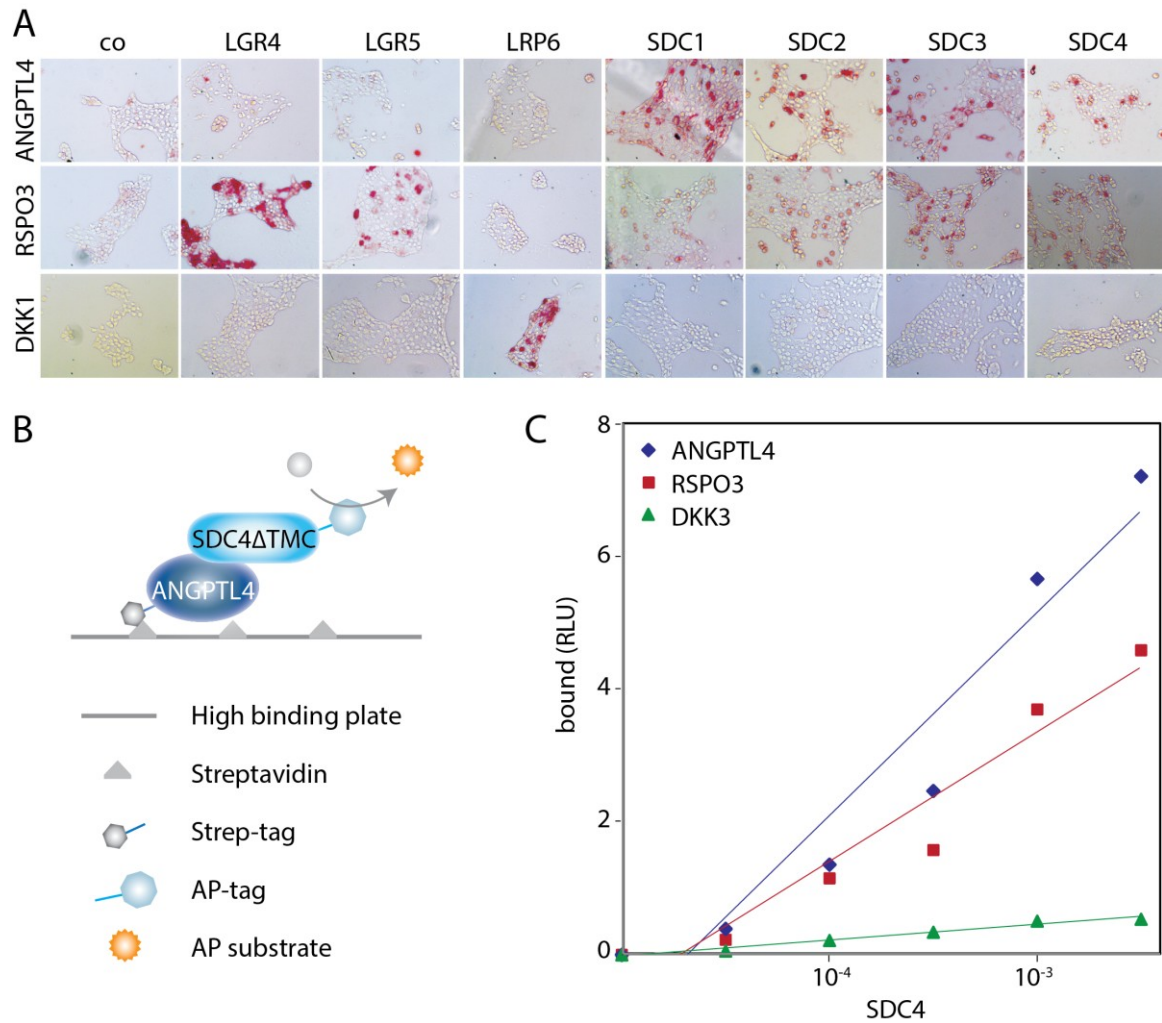 A
co LGR4 LGR5 LRP6 SDC1 SDC2 SDC3 SDC4
ANGPTL4
RSPO3
DKK1
B
SDC4ΔTMC
ANGPTL4
High binding plate
Streptavidin
Strep-tag
AP-tag
AP substrate
C
ANGPTL4
RSPO3
DKK3
bound (RLU)
8
6
4
2
0
10⁻⁴ 10⁻³
SDC4